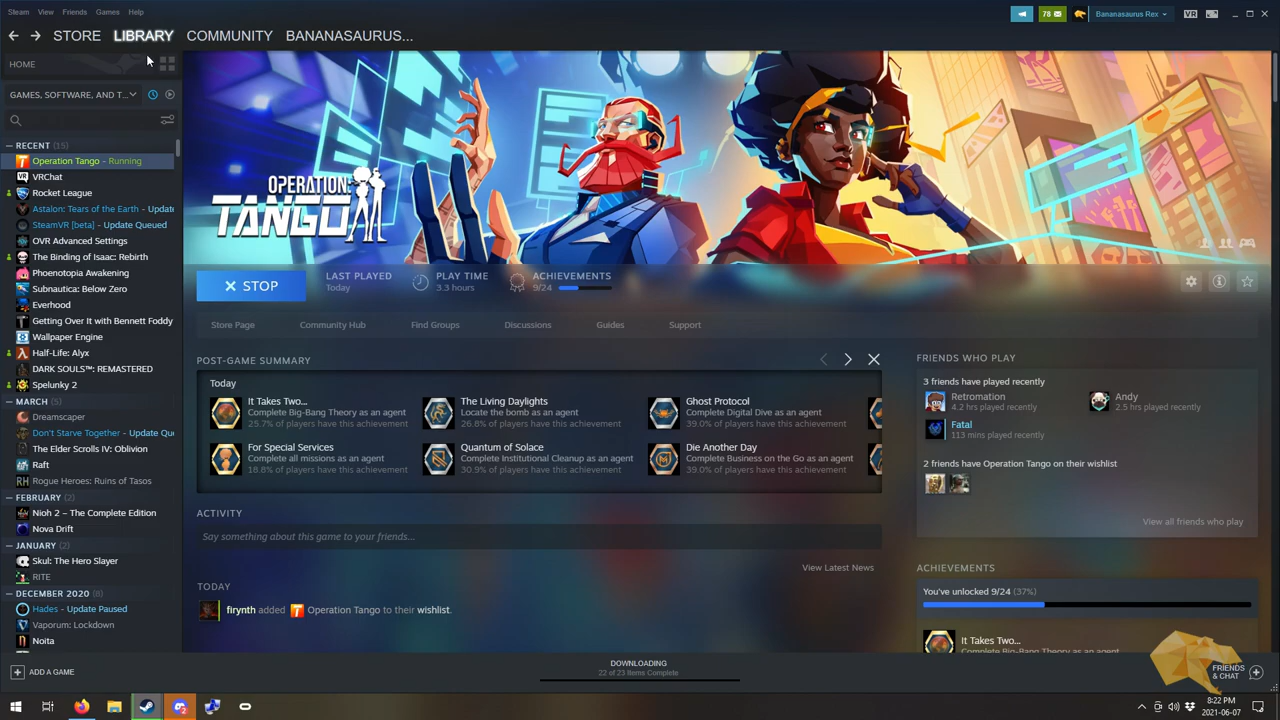 Steam View Friends Games Help
78 Bananasaurus Rex VR
STORE LIBRARY COMMUNITY BANANASAURUS...
HOME
GAMES, SOFTWARE, AND T...
RECENT (15)
Operation Tango - Running
VRChat
Rocket League
Astalon: Tears of the Earth - Update
SteamVR [beta] - Update Queued
OVR Advanced Settings
The Binding of Isaac: Rebirth
Phoenotopia Awakening
Subnautica: Below Zero
Everhood
Getting Over It with Bennett Foddy
Wallpaper Engine
Half-Life: Alyx
DARK SOULS™: REMASTERED
Spelunky 2
MARCH (5)
Dreamscaper
Don't Starve Together - Update Qu
The Elder Scrolls IV: Oblivion
Raft
Rogue Heroes: Ruins of Tasos
FEBRUARY (2)
Nioh 2 – The Complete Edition
Nova Drift
JANUARY (2)
Skul: The Hero Slayer
RITE
DECEMBER 2020 (8)
Hades - Update Paused
Vaporum: Lockdown
Noita
ADD A GAME
OPERATION
TANGO
STOP
LAST PLAYED
Today
PLAY TIME
3.3 hours
ACHIEVEMENTS
9/24
Store Page Community Hub Find Groups Discussions Guides Support
POST-GAME SUMMARY
Today
It Takes Two...
Complete Big-Bang Theory as an agent
25.7% of players have this achievement
The Living Daylights
Locate the bomb as an agent
26.8% of players have this achievement
Ghost Protocol
Complete Digital Dive as an agent
39.0% of players have this achievement
For Special Services
Complete all missions as an agent
18.8% of players have this achievement
Quantum of Solace
Complete Institutional Cleanup as an agent
30.9% of players have this achievement
Die Another Day
Complete Business on the Go as an agent
39.0% of players have this achievement
ACTIVITY
Say something about this game to your friends...
View Latest News
TODAY
firynth added Operation Tango to their wishlist.
FRIENDS WHO PLAY
3 friends have played recently
Retromation
4.2 hrs played recently
Andy
2.5 hrs played recently
Fatal
113 mins played recently
2 friends have Operation Tango on their wishlist
View all friends who play
ACHIEVEMENTS
You've unlocked 9/24 (37%)
It Takes Two...
Complete Big-Bang Theory as an agent
DOWNLOADING
22 of 23 Items Complete
FRIENDS
& CHAT
8:22 PM
2021-06-07